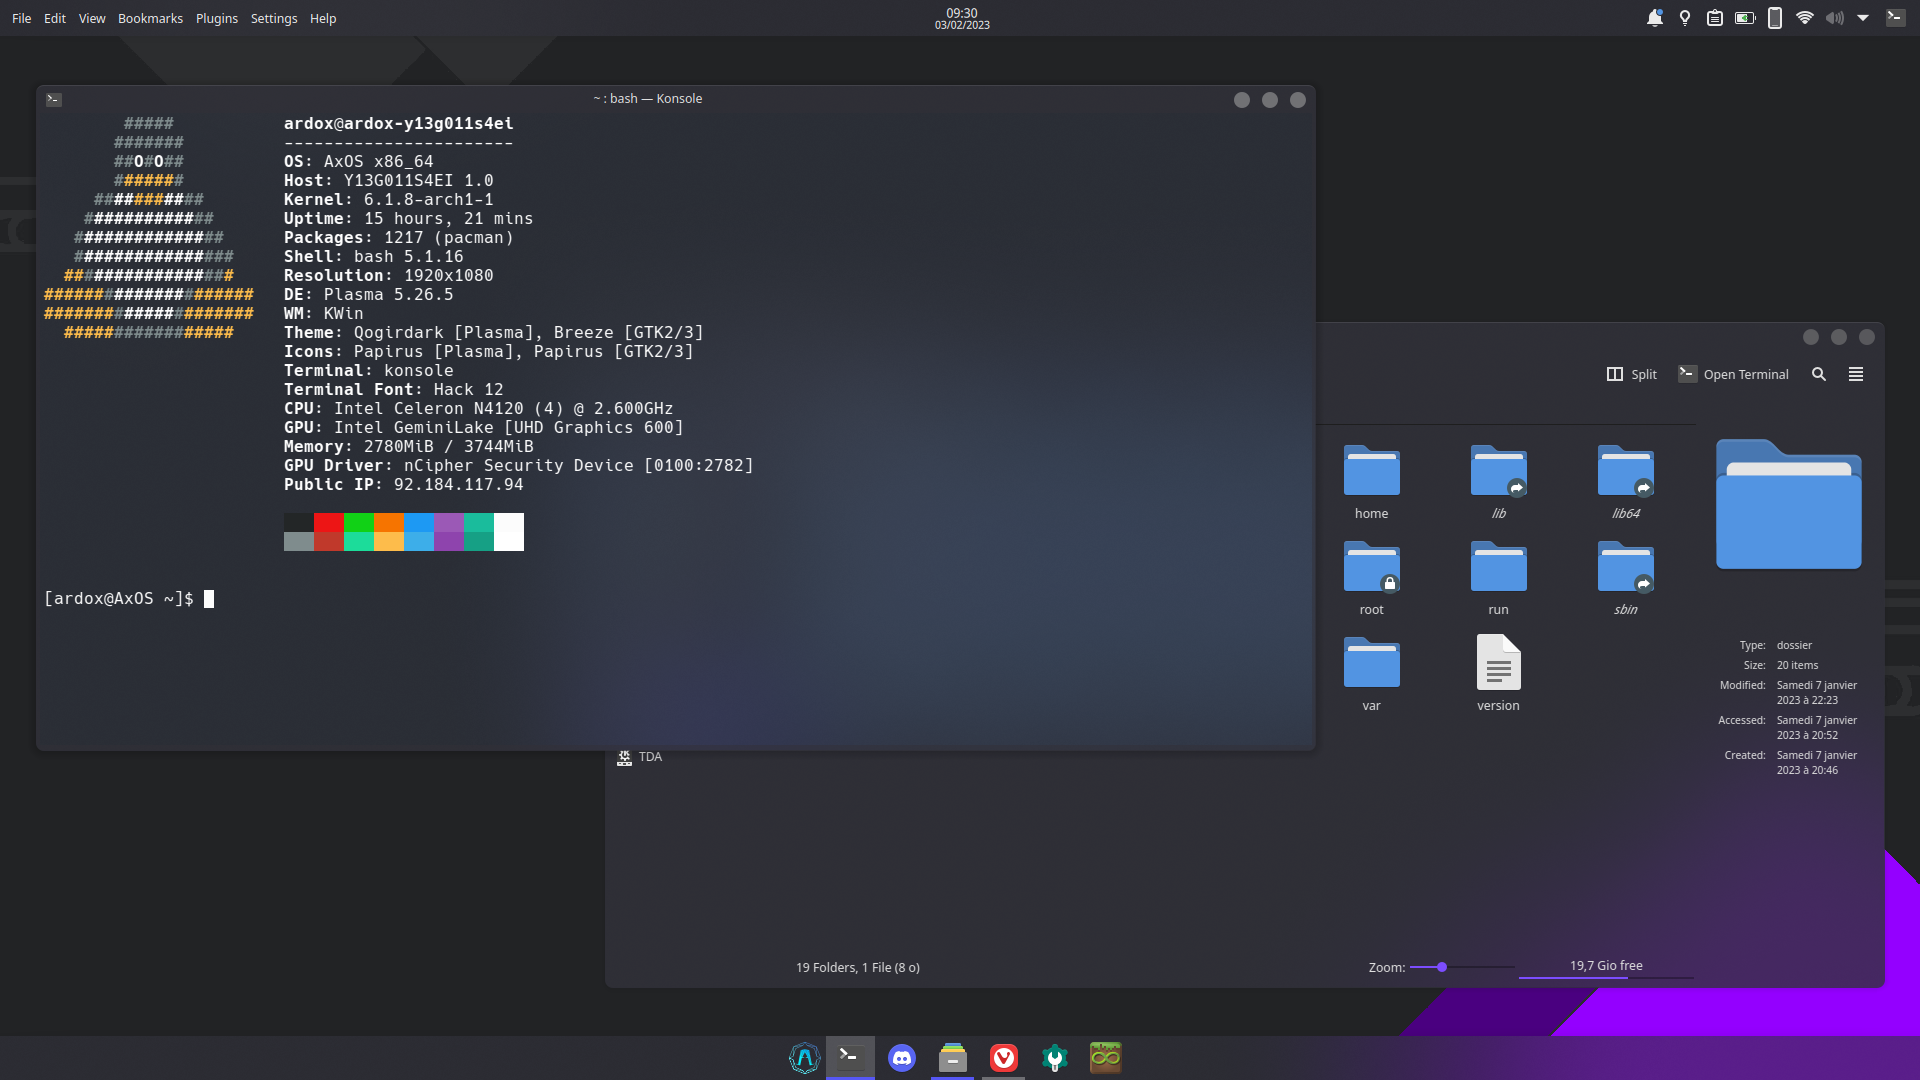 File Edit View Bookmarks Plugins Settings Help
09:30
03/02/2023
~ : bash — Konsole
#####
#######
##O#O##
#######
###########
#############
###############
################
#################
#####################
#####################
#################
ardox@ardox-y13g011s4ei
-----------------------
OS: AxOS x86_64
Host: Y13G011S4EI 1.0
Kernel: 6.1.8-arch1-1
Uptime: 15 hours, 21 mins
Packages: 1217 (pacman)
Shell: bash 5.1.16
Resolution: 1920x1080
DE: Plasma 5.26.5
WM: KWin
Theme: Qogirdark [Plasma], Breeze [GTK2/3]
Icons: Papirus [Plasma], Papirus [GTK2/3]
Terminal: konsole
Terminal Font: Hack 12
CPU: Intel Celeron N4120 (4) @ 2.600GHz
GPU: Intel GeminiLake [UHD Graphics 600]
Memory: 2780MiB / 3744MiB
GPU Driver: nCipher Security Device [0100:2782]
Public IP: 92.184.117.94
[ardox@AxOS ~]$
Split Open Terminal
home lib lib64
root run sbin
var version
Type: dossier
Size: 20 items
Modified: Samedi 7 janvier
2023 à 22:23
Accessed: Samedi 7 janvier
2023 à 20:52
Created: Samedi 7 janvier
2023 à 20:46
TDA
19 Folders, 1 File (8 o)
Zoom:
19,7 Gio free